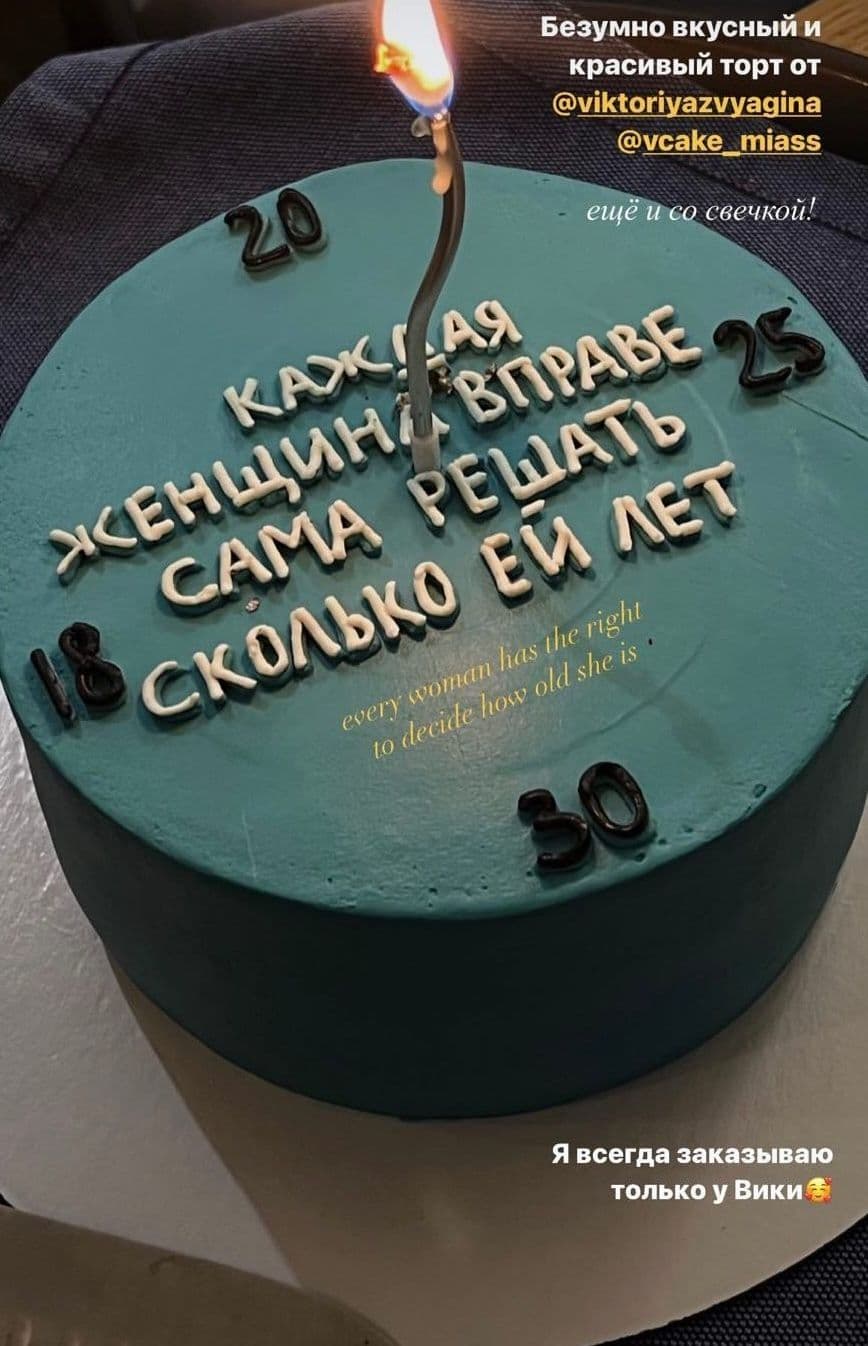 Безумно вкусный и
красивый торт от
@viktoriyazvyagina
@vcake_miass
ещё и со свечкой!
20
25
КАЖДАЯ
ЖЕНЩИНА ВПРАВЕ
САМА РЕШАТЬ
СКОЛЬКО ЕЙ ЛЕТ
18
every woman has the right
to decide how old she is
30
Я всегда заказываю
только у Вики🥰